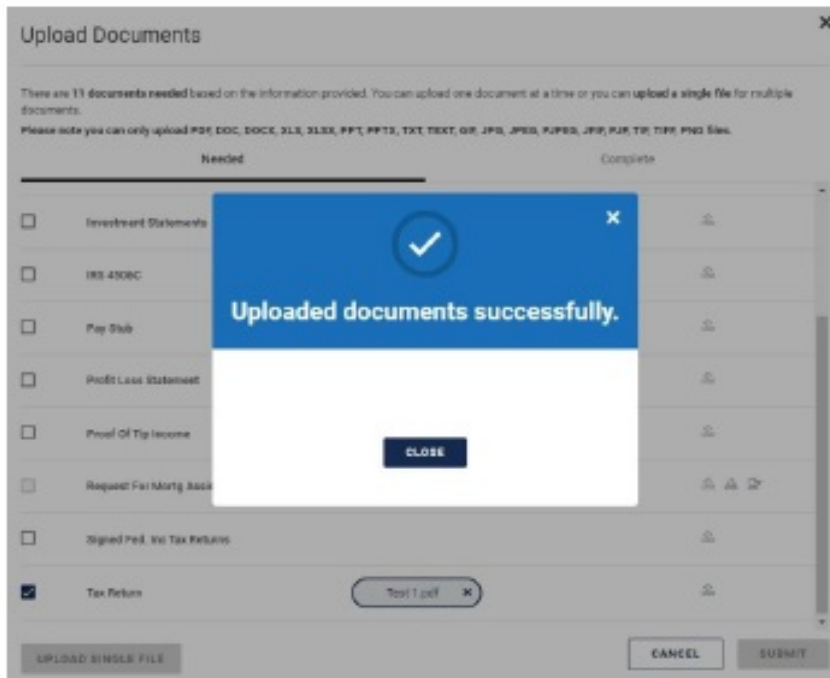 Upload Documents
There are 11 documents needed based on the information provided. You can upload one document at a time or you can upload a single file for multiple
documents.
Please note you can only upload PDF, DOC, DOCX, XLS, XLSX, PPT, PPTX, TXT, TEXT, GIF, JPG, JPEG, PJPEG, JFIF, PJP, TIF, TIFF, PNG files.
Needed Complete
Investment Statements
IRS 4506C
Uploaded documents successfully.
Pay Stub
Profit Loss Statement
Proof Of Tip Income
CLOSE
Request For Mortg Assi
Signed Fed. Inc Tax Returns
Tax Return Test 1.pdf
UPLOAD SINGLE FILE CANCEL SUBMIT